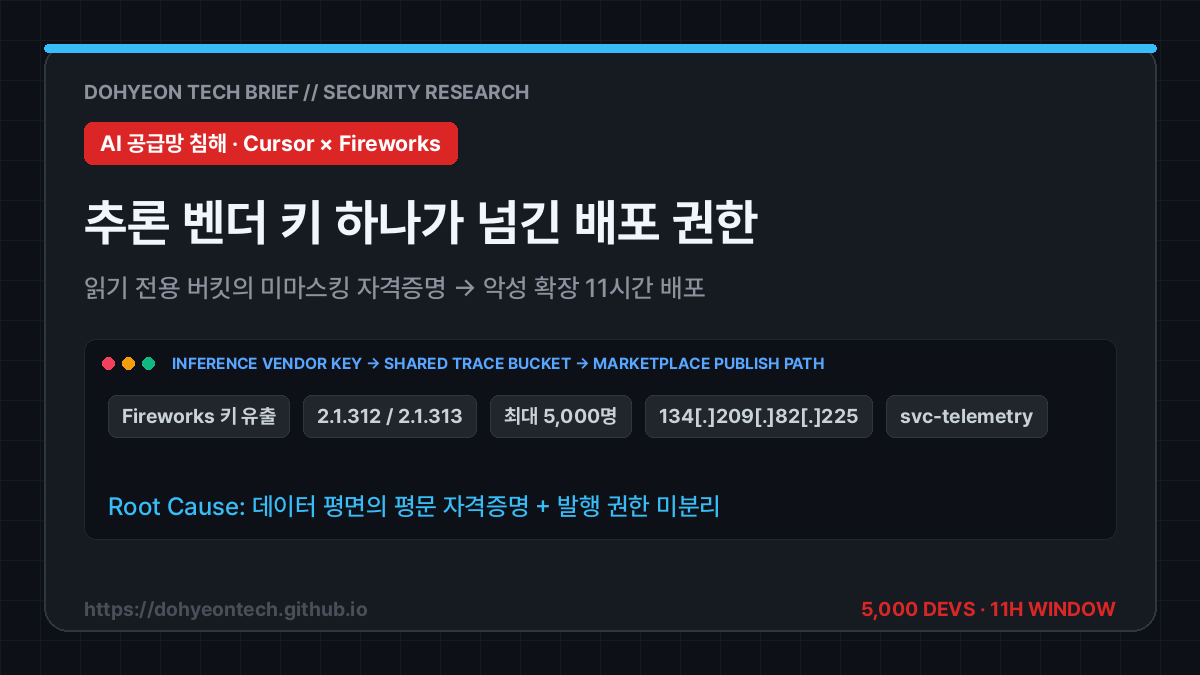 DOHYEON TECH BRIEF // SECURITY RESEARCH
AI 공급망 침해 · Cursor × Fireworks
추론 벤더 키 하나가 넘긴 배포 권한
읽기 전용 버킷의 미마스킹 자격증명 → 악성 확장 11시간 배포
INFERENCE VENDOR KEY → SHARED TRACE BUCKET → MARKETPLACE PUBLISH PATH
Fireworks 키 유출 2.1.312 / 2.1.313 최대 5,000명 134[.]209[.]82[.]225 svc-telemetry
Root Cause: 데이터 평면의 평문 자격증명 + 발행 권한 미분리
https://dohyeontech.github.io 5,000 DEVS · 11H WINDOW